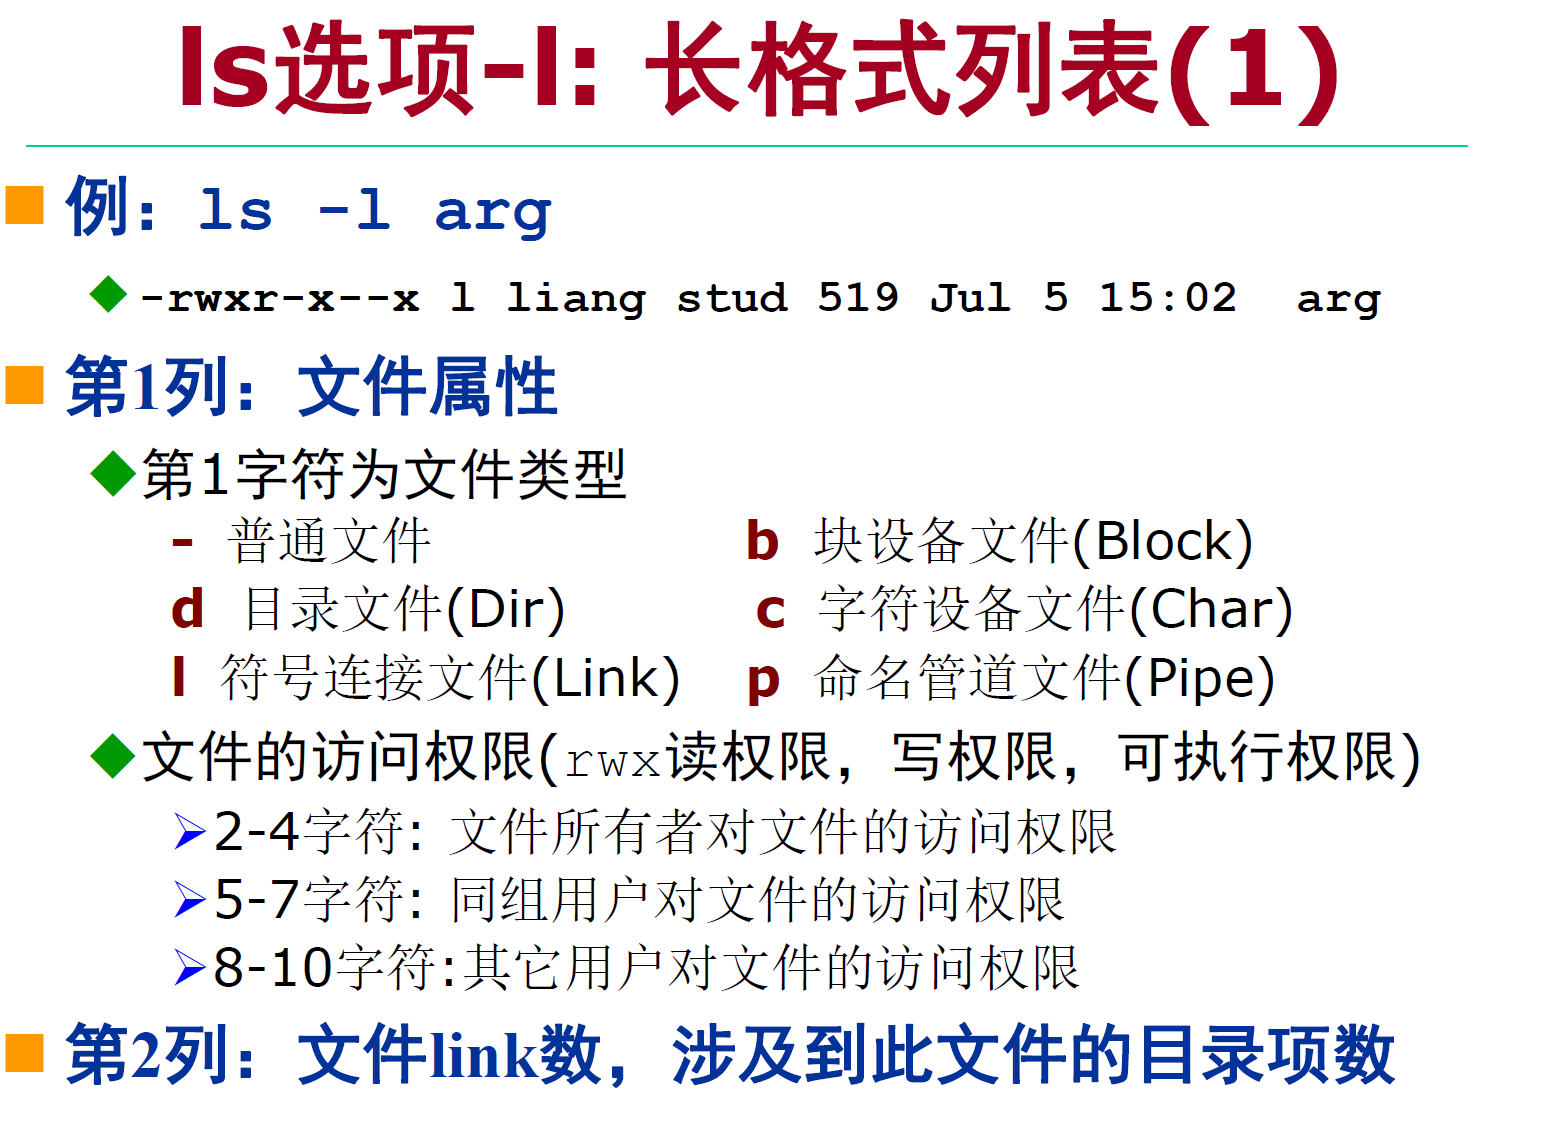 ls选项-l: 长格式列表(1)
例: ls -l arg
-rwxr-x--x l liang stud 519 Jul 5 15:02 arg
第1列: 文件属性
第1字符为文件类型
- 普通文件 b 块设备文件(Block)
d 目录文件(Dir) c 字符设备文件(Char)
l 符号连接文件(Link) p 命名管道文件(Pipe)
文件的访问权限(rwx读权限，写权限，可执行权限)
2-4字符: 文件所有者对文件的访问权限
5-7字符: 同组用户对文件的访问权限
8-10字符:其它用户对文件的访问权限
第2列: 文件link数，涉及到此文件的目录项数